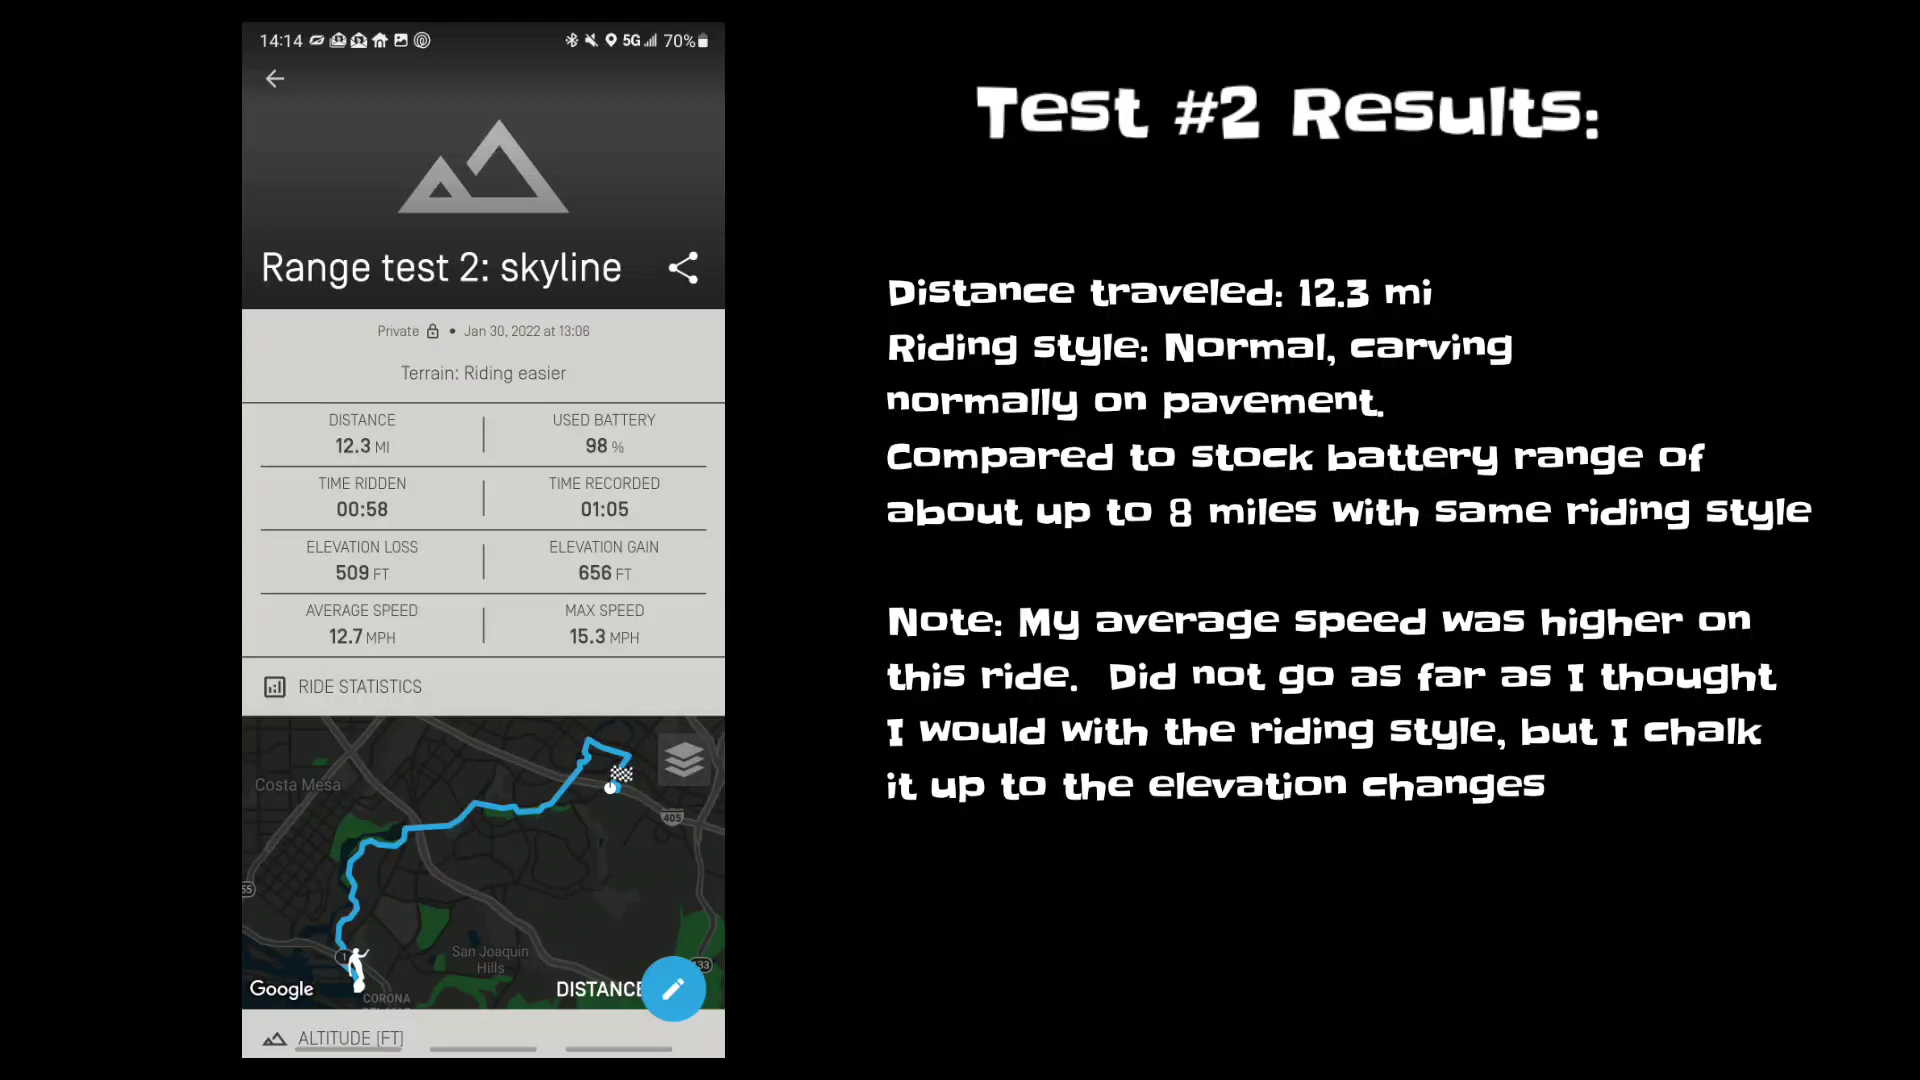 14:14 5G 70%
Range test 2: skyline
Private • Jan 30, 2022 at 13:06
Terrain: Riding easier
DISTANCE USED BATTERY
12.3 MI 98 %
TIME RIDDEN TIME RECORDED
00:58 01:05
ELEVATION LOSS ELEVATION GAIN
509 FT 656 FT
AVERAGE SPEED MAX SPEED
12.7 MPH 15.3 MPH
RIDE STATISTICS
Costa Mesa
405
55
San Joaquin
Hills
1
133
Google
DISTANCE
CORONA
ALTITUDE [FT]
Test #2 Results:
Distance traveled: 12.3 mi
Riding style: Normal, carving
normally on pavement.
Compared to stock battery range of
about up to 8 miles with same riding style
Note: My average speed was higher on
this ride. Did not go as far as I thought
I would with the riding style, but I chalk
it up to the elevation changes